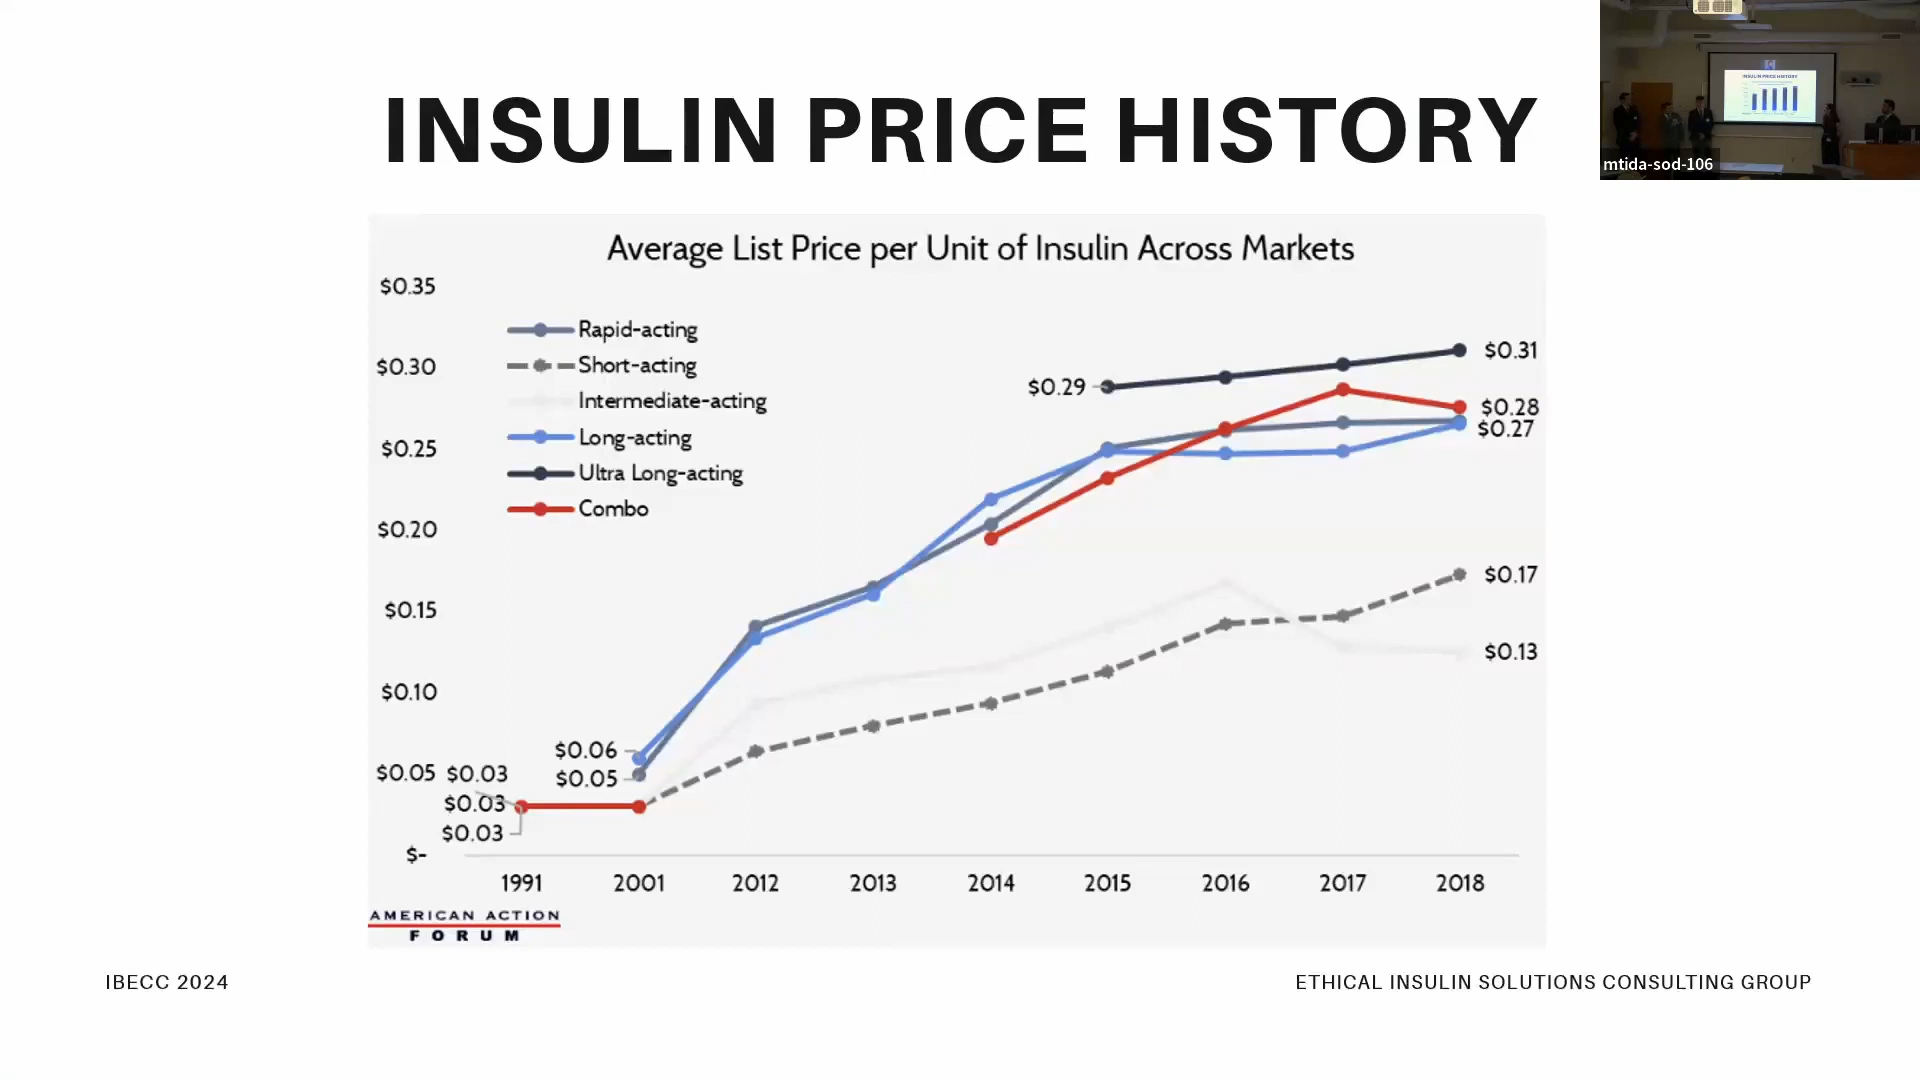 INSULIN PRICE HISTORY
INSULIN PRICE HISTORY
mtida-sod-106
Average List Price per Unit of Insulin Across Markets
$0.35
$0.30
$0.25
$0.20
$0.15
$0.10
$0.05
$-
Rapid-acting
Short-acting
Intermediate-acting
Long-acting
Ultra Long-acting
Combo
$0.03
$0.03
$0.03
$0.06
$0.05
$0.29
$0.31
$0.28
$0.27
$0.17
$0.13
1991 2001 2012 2013 2014 2015 2016 2017 2018
AMERICAN ACTION
FORUM
IBECC 2024
ETHICAL INSULIN SOLUTIONS CONSULTING GROUP